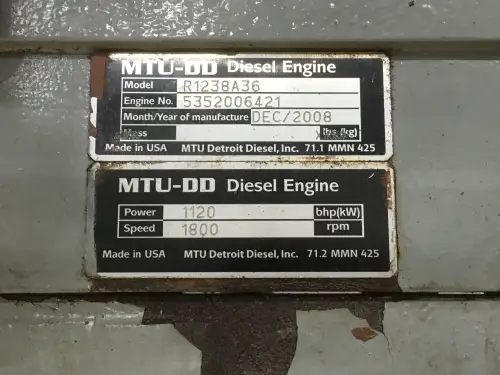 MTU-DD Diesel Engine
Model R1238A36
Engine No. 5352006421
Month/Year of manufacture DEC/2008
Mass lbs (kg)
Made in USA MTU Detroit Diesel, Inc. 71.1 MMN 425
MTU-DD Diesel Engine
Power 1120 bhp(kW)
Speed 1800 rpm
Made in USA MTU Detroit Diesel, Inc. 71.2 MMN 425